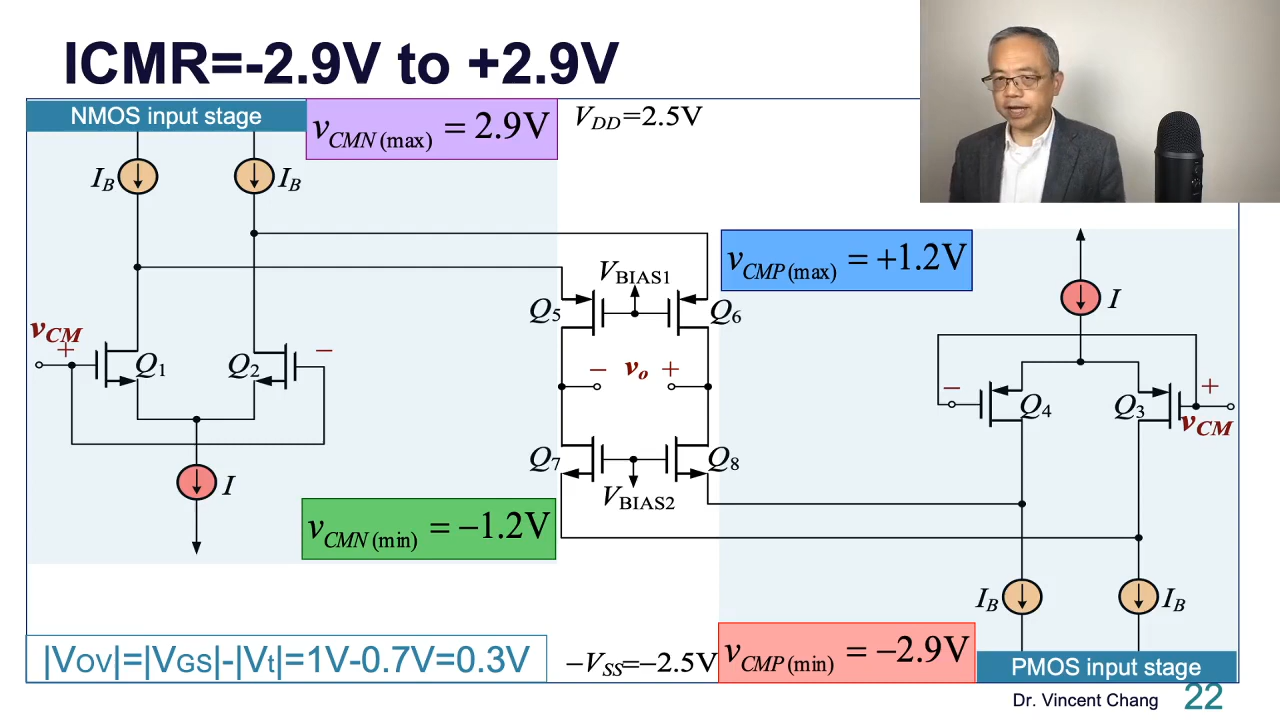 ICMR=-2.9V to +2.9V
NMOS input stage
vCMN (max) = 2.9V
VDD=2.5V
IB
IB
vCMP (max) = +1.2V
VBIAS1
I
Q5
Q6
vCM
+
Q1
Q2
−
− vo +
−
Q4
Q3
+
vCM
Q7
Q8
I
VBIAS2
vCMN (min) = −1.2V
IB
IB
|VOV|=|VGS|-|Vt|=1V-0.7V=0.3V
−VSS=−2.5V
vCMP (min) = −2.9V
PMOS input stage
Dr. Vincent Chang
22